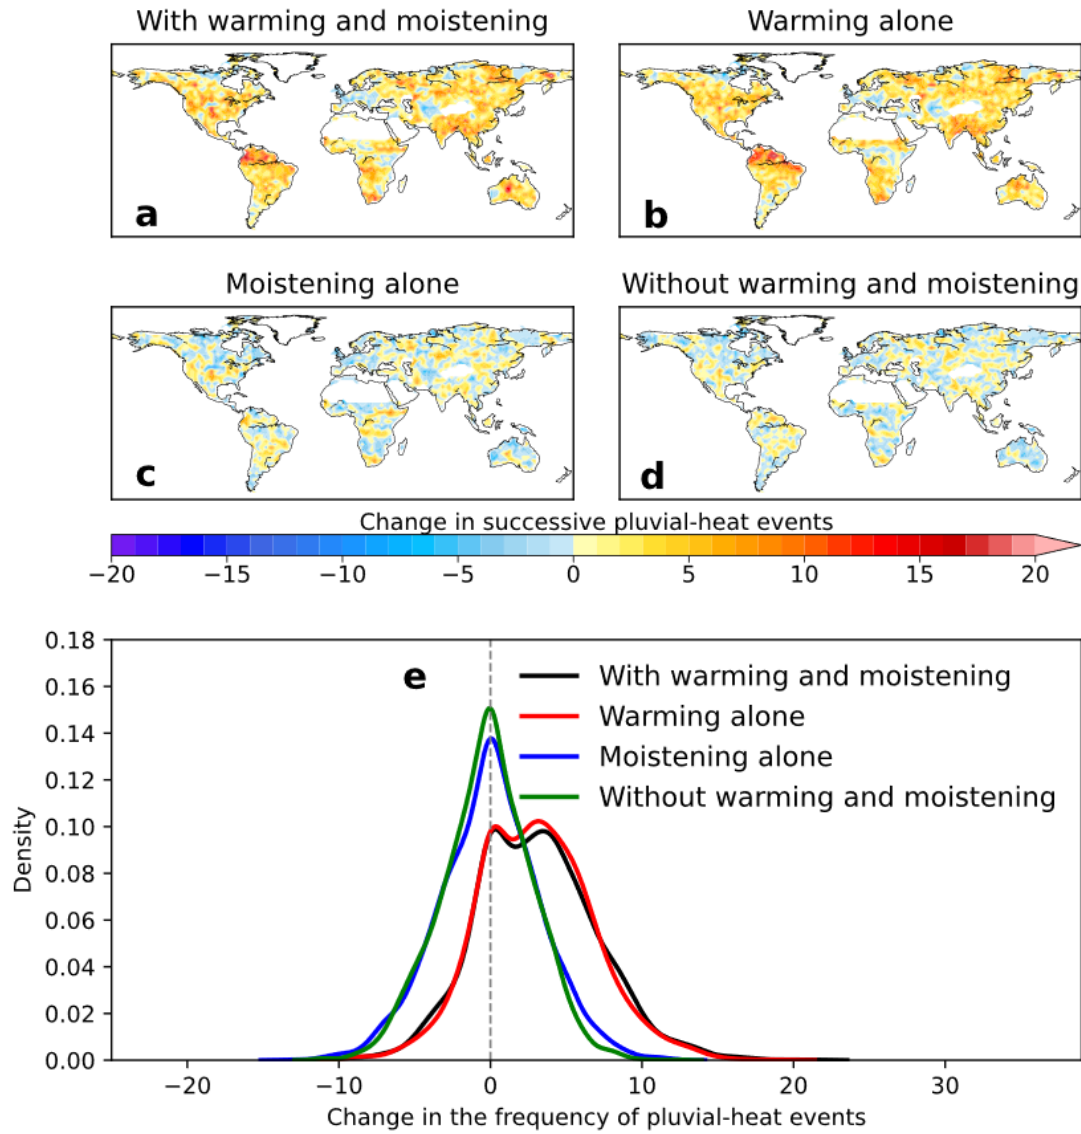 With warming and moistening
Warming alone
a
b
Moistening alone
Without warming and moistening
c
d
Change in successive pluvial-heat events
−20 −15 −10 −5 0 5 10 15 20
0.18
0.16
0.14
0.12
0.10
0.08
0.06
0.04
0.02
0.00
Density
e
With warming and moistening
Warming alone
Moistening alone
Without warming and moistening
−20 −10 0 10 20 30
Change in the frequency of pluvial-heat events